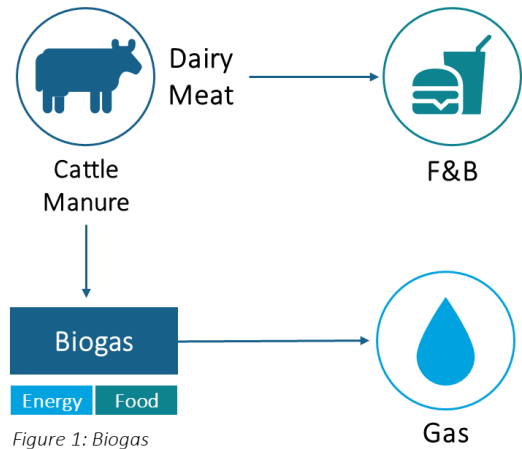 Dairy
Meat
Cattle
Manure
F&B
Biogas
Energy Food
Gas
Figure 1: Biogas